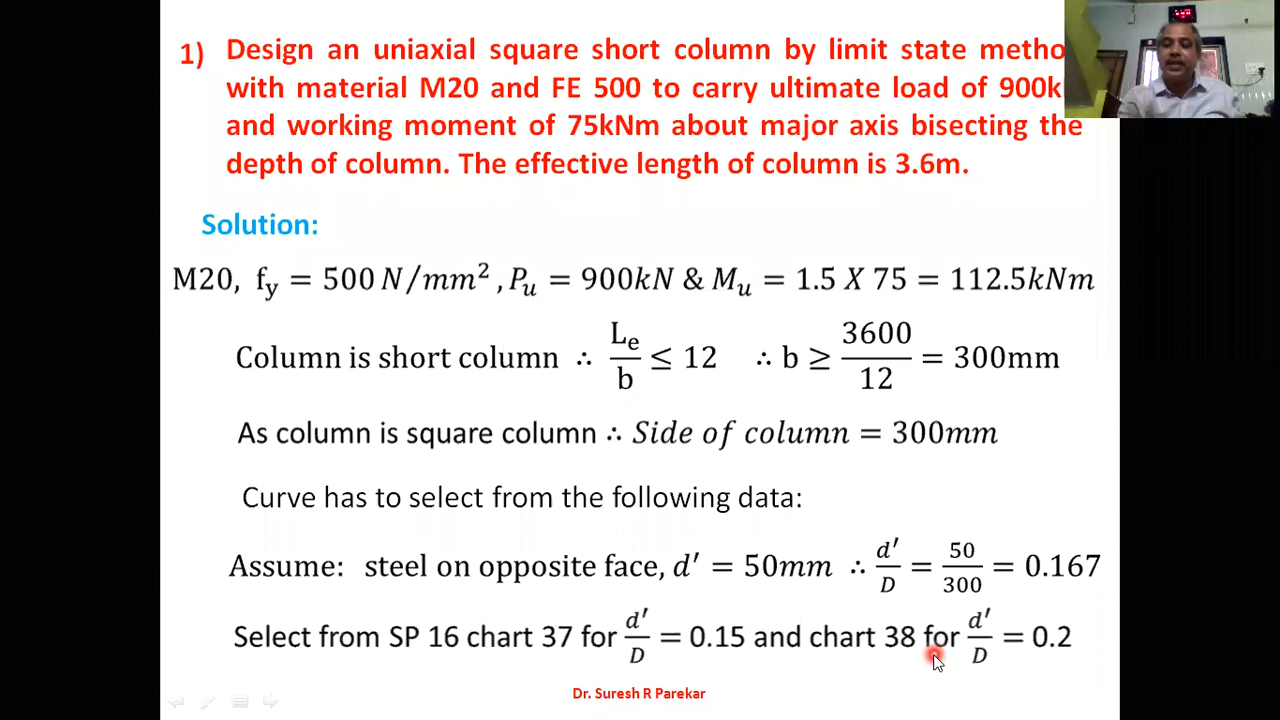 1) Design an uniaxial square short column by limit state metho
with material M20 and FE 500 to carry ultimate load of 900k
and working moment of 75kNm about major axis bisecting the
depth of column. The effective length of column is 3.6m.
Solution:
M20, f_y = 500 N/mm², P_u = 900kN & M_u = 1.5 X 75 = 112.5kNm
Column is short column ∴ L_e/b ≤ 12 ∴ b ≥ 3600/12 = 300mm
As column is square column ∴ Side of column = 300mm
Curve has to select from the following data:
Assume: steel on opposite face, d′ = 50mm ∴ d′/D = 50/300 = 0.167
Select from SP 16 chart 37 for d′/D = 0.15 and chart 38 for d′/D = 0.2
Dr. Suresh R Parekar